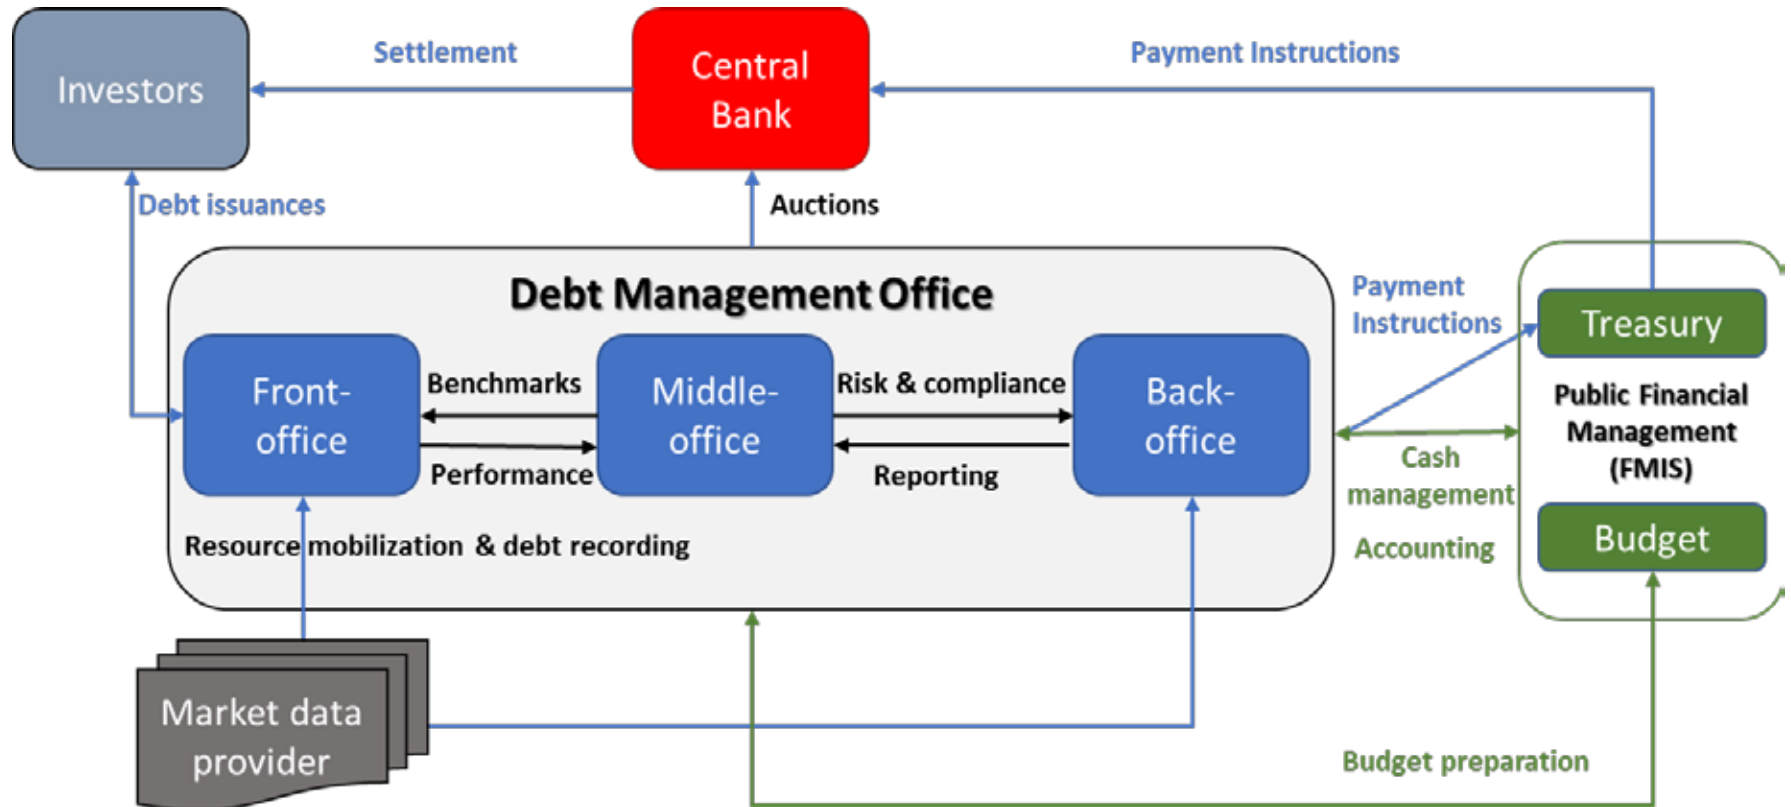 Settlement
Payment Instructions
Investors
Central
Bank
Debt issuances
Auctions
Debt Management Office
Payment
Instructions
Treasury
Front-
office
Benchmarks
Performance
Middle-
office
Risk & compliance
Reporting
Back-
office
Public Financial
Management
(FMIS)
Cash
management
Accounting
Budget
Resource mobilization & debt recording
Market data
provider
Budget preparation